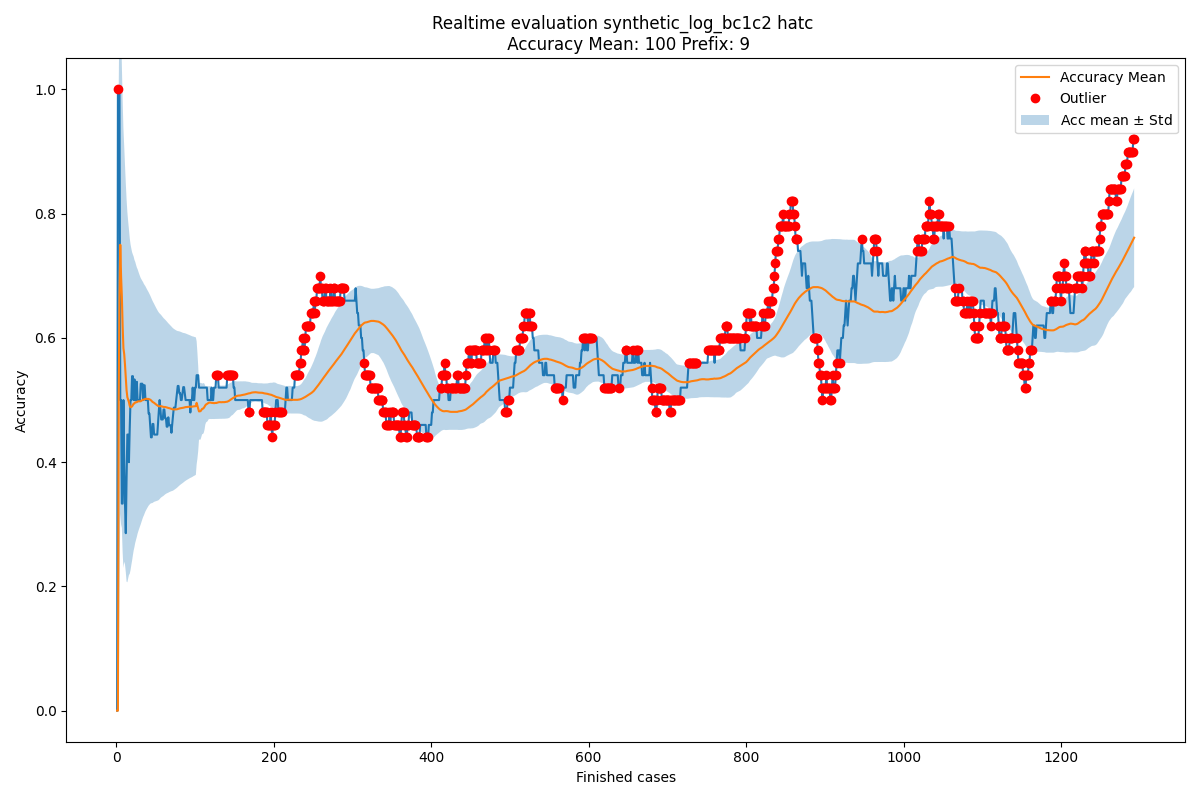 Realtime evaluation synthetic_log_bc1c2 hatc
Accuracy Mean: 100 Prefix: 9
Accuracy Mean
Outlier
Acc mean ± Std
1.0
0.8
0.6
0.4
0.2
0.0
Accuracy
0
200
400
600
800
1000
1200
Finished cases